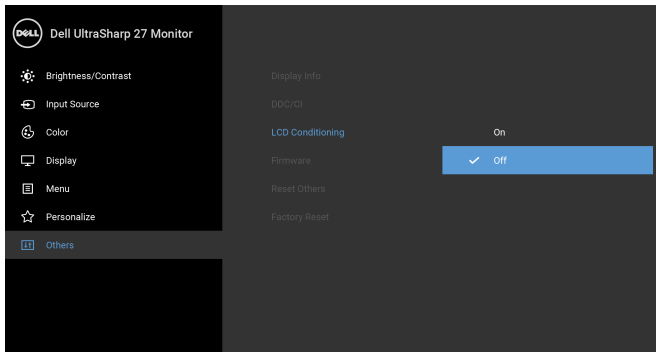 DELL
Dell UltraSharp 27 Monitor
Brightness/Contrast
Input Source
Color
Display
Menu
Personalize
Others
Display Info
DDC/CI
LCD Conditioning
Firmware
Reset Others
Factory Reset
On
Off